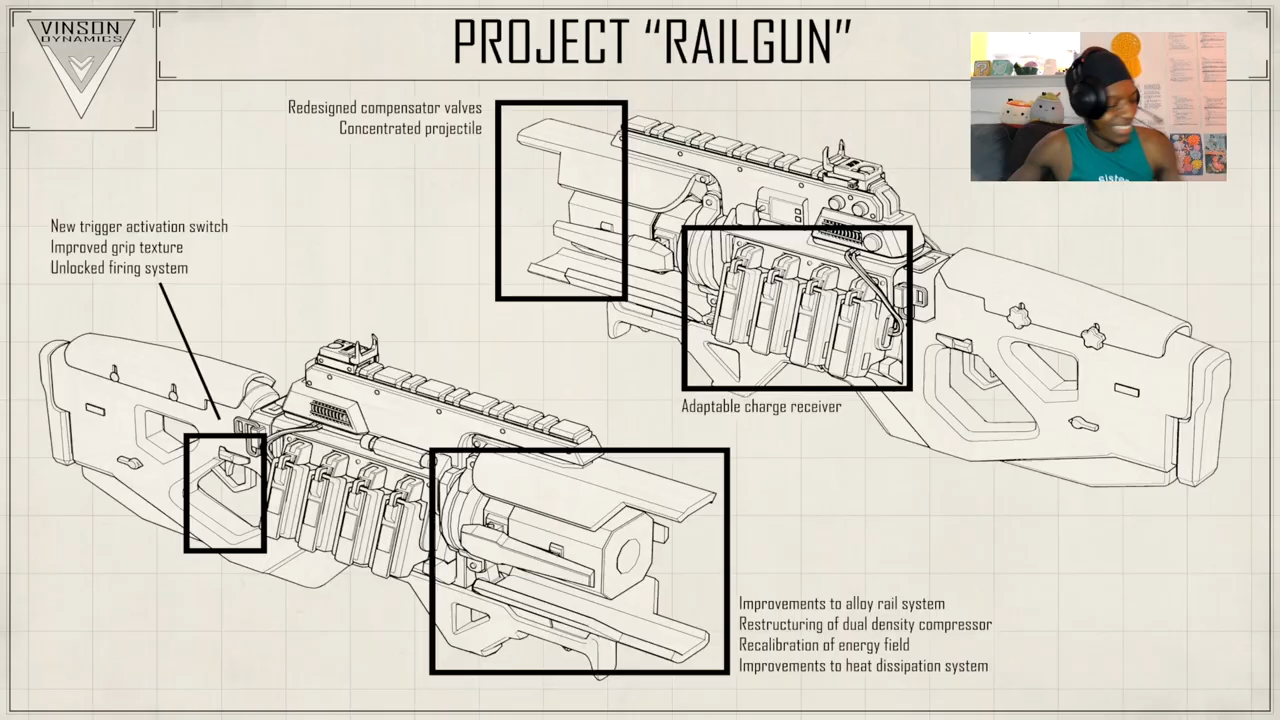 VINSON
DYNAMICS
PROJECT “RAILGUN”
Redesigned compensator valves
Concentrated projectile
New trigger activation switch
Improved grip texture
Unlocked firing system
Adaptable charge receiver
Improvements to alloy rail system
Restructuring of dual density compressor
Recalibration of energy field
Improvements to heat dissipation system